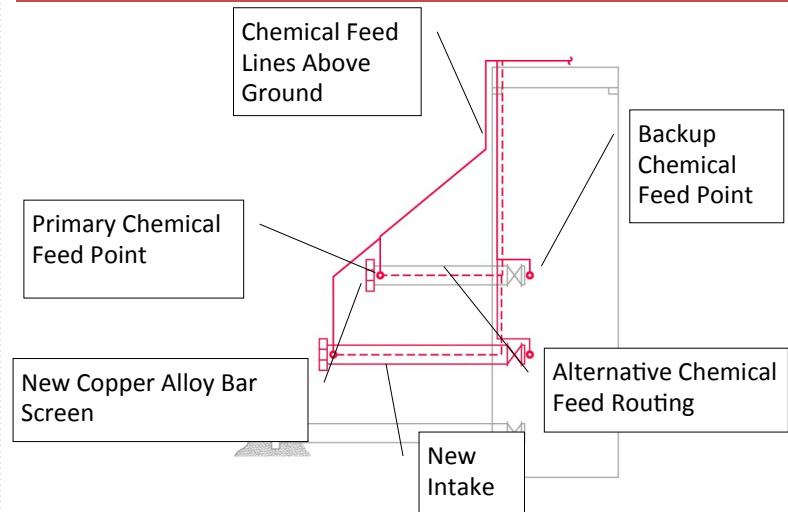 Chemical Feed
Lines Above
Ground
Backup
Chemical
Feed Point
Primary Chemical
Feed Point
New Copper Alloy Bar
Screen
Alternative Chemical
Feed Routing
New
Intake